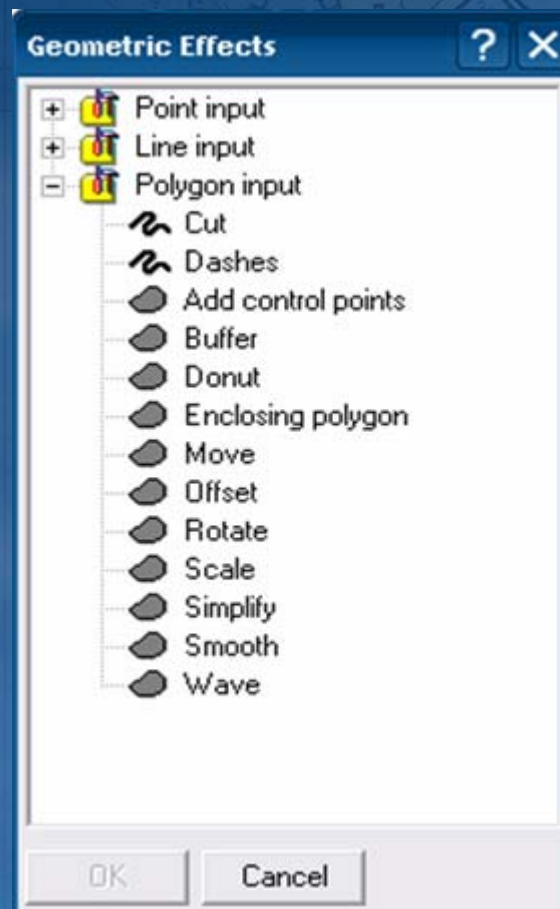 Geometric Effects
Point input
Line input
Polygon input
Cut
Dashes
Add control points
Buffer
Donut
Enclosing polygon
Move
Offset
Rotate
Scale
Simplify
Smooth
Wave
OK Cancel